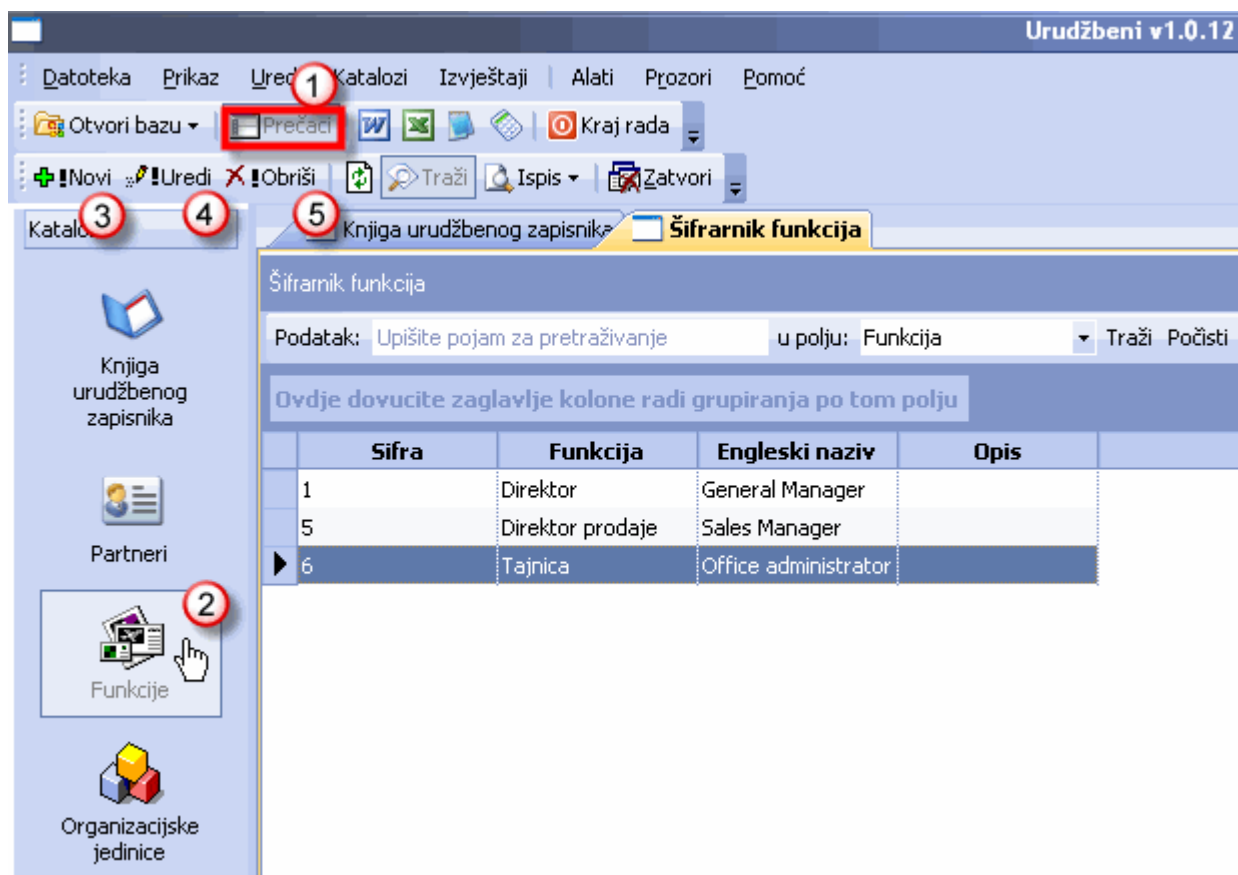 Urudžbeni v1.0.12
Datoteka Prikaz Katalozi Izvještaji Alati Prozori Pomoć
1
Otvori bazu Prečaci Kraj rada
!Novi !Uredi !Obriši Traži Ispis Zatvori
3 4 5
Knjiga urudžbenog zapisnika Šifrarnik funkcija
Šifrarnik funkcija
Podatak: Upišite pojam za pretraživanje u polju: Funkcija Traži Počisti
Ovdje dovucite zaglavlje kolone radi grupiranja po tom polju
Sifra Funkcija Engleski naziv Opis
1 Direktor General Manager
5 Direktor prodaje Sales Manager
6 Tajnica Office administrator
Knjiga
urudžbenog
zapisnika
Partneri
2
Funkcije
Organizacijske
jedinice